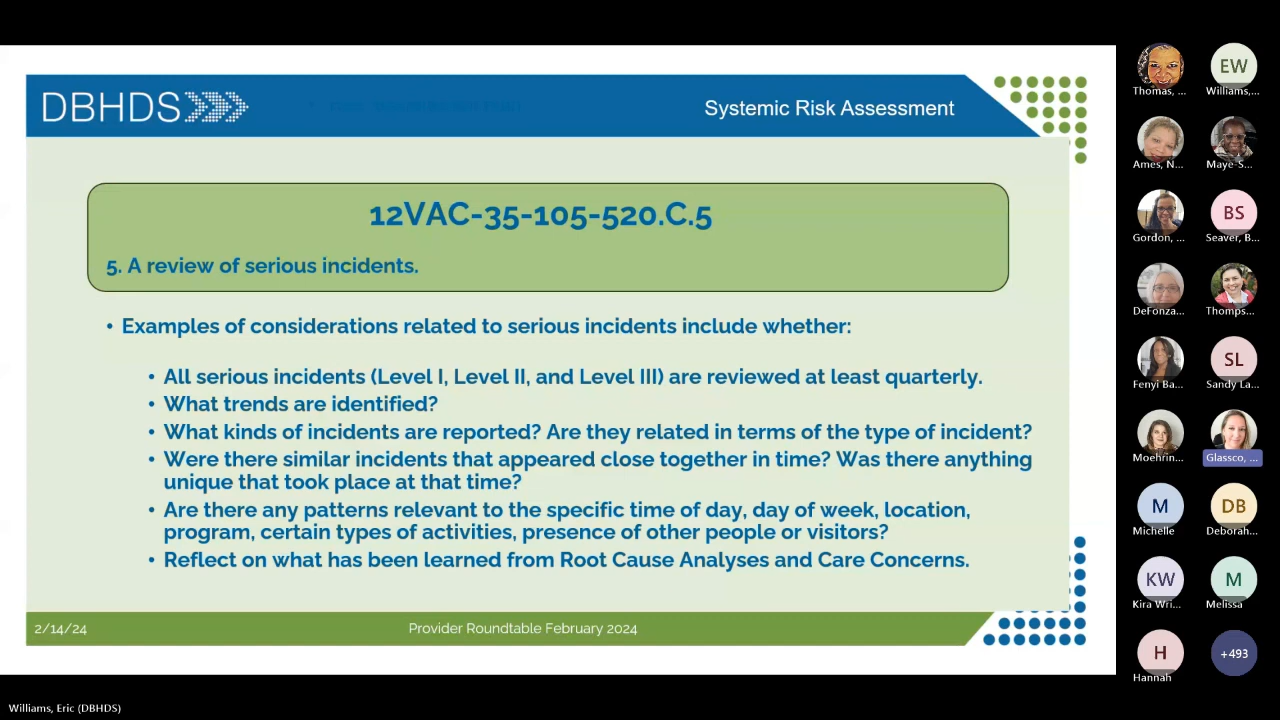 DBHDS
Systemic Risk Assessment
12VAC-35-105-520.C.5
5. A review of serious incidents.
• Examples of considerations related to serious incidents include whether:
• All serious incidents (Level I, Level II, and Level III) are reviewed at least quarterly.
• What trends are identified?
• What kinds of incidents are reported? Are they related in terms of the type of incident?
• Were there similar incidents that appeared close together in time? Was there anything
unique that took place at that time?
• Are there any patterns relevant to the specific time of day, day of week, location,
program, certain types of activities, presence of other people or visitors?
• Reflect on what has been learned from Root Cause Analyses and Care Concerns.
2/14/24
Provider Roundtable February 2024
Thomas, ...
EW
Williams,...
Ames, N...
Maye-S...
Gordon, ...
BS
Seaver, B...
DeFonza...
Thomps...
Fenyi Ba...
SL
Sandy La...
Moehrin...
Glassco, ...
M
Michelle
DB
Deborah...
KW
Kira Wri...
M
Melissa
H
Hannah
+493
Williams, Eric (DBHDS)